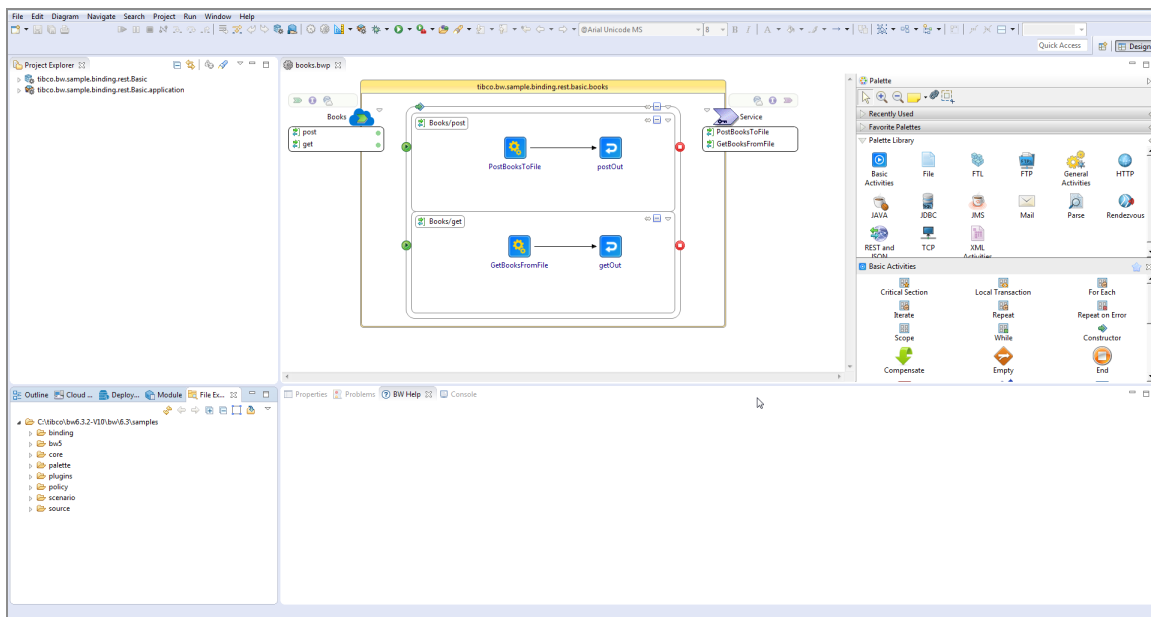 File Edit Diagram Navigate Search Project Run Window Help
@Arial Unicode MS 8 B I A
Quick Access Design
Project Explorer
tibco.bw.sample.binding.rest.Basic
tibco.bw.sample.binding.rest.Basic.application
books.bwp
tibco.bw.sample.binding.rest.basic.books
Books
post
get
Books/post
PostBooksToFile postOut
Books/get
GetBooksFromFile getOut
Service
PostBooksToFile
GetBooksFromFile
Palette
Recently Used
Favorite Palettes
Palette Library
Basic Activities
File
FTL
FTP
General Activities
HTTP
JAVA
JDBC
JMS
Mail
Parse
Rendezvous
REST and JSON
TCP
XML Activities
Basic Activities
Critical Section Local Transaction For Each
Iterate Repeat Repeat on Error
Scope While Constructor
Compensate Empty End
Outline Cloud ... Deploy... Module File Ex...
C:\tibco\bw6.3.2-V10\bw\6.3\samples
binding
bw5
core
palette
plugins
policy
scenario
source
Properties Problems BW Help Console